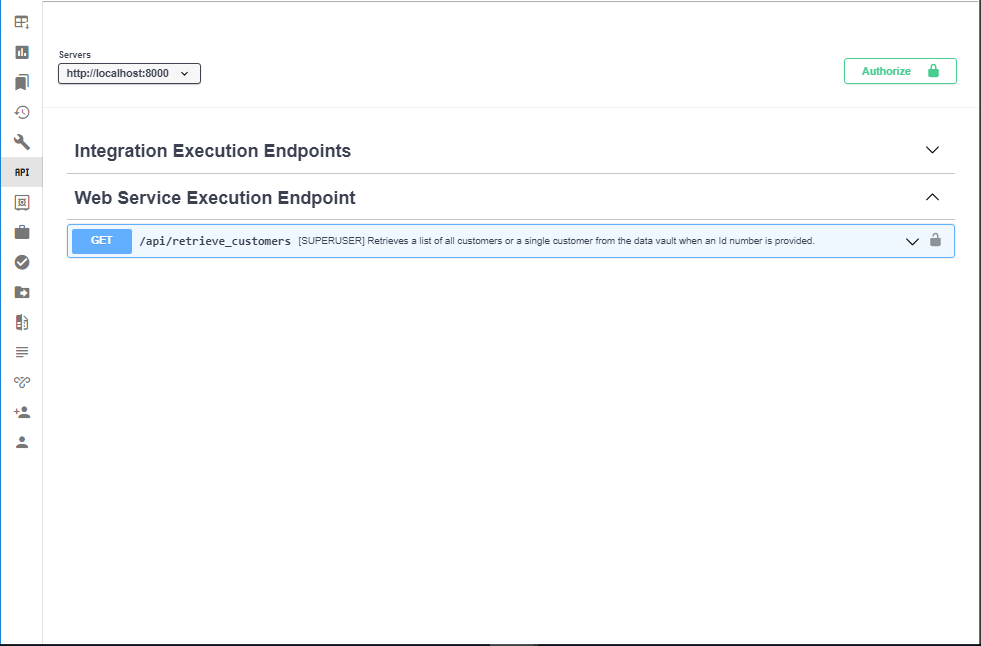 Servers
http://localhost:8000
Authorize
API
Integration Execution Endpoints
Web Service Execution Endpoint
GET /api/retrieve_customers [SUPERUSER] Retrieves a list of all customers or a single customer from the data vault when an Id number is provided.